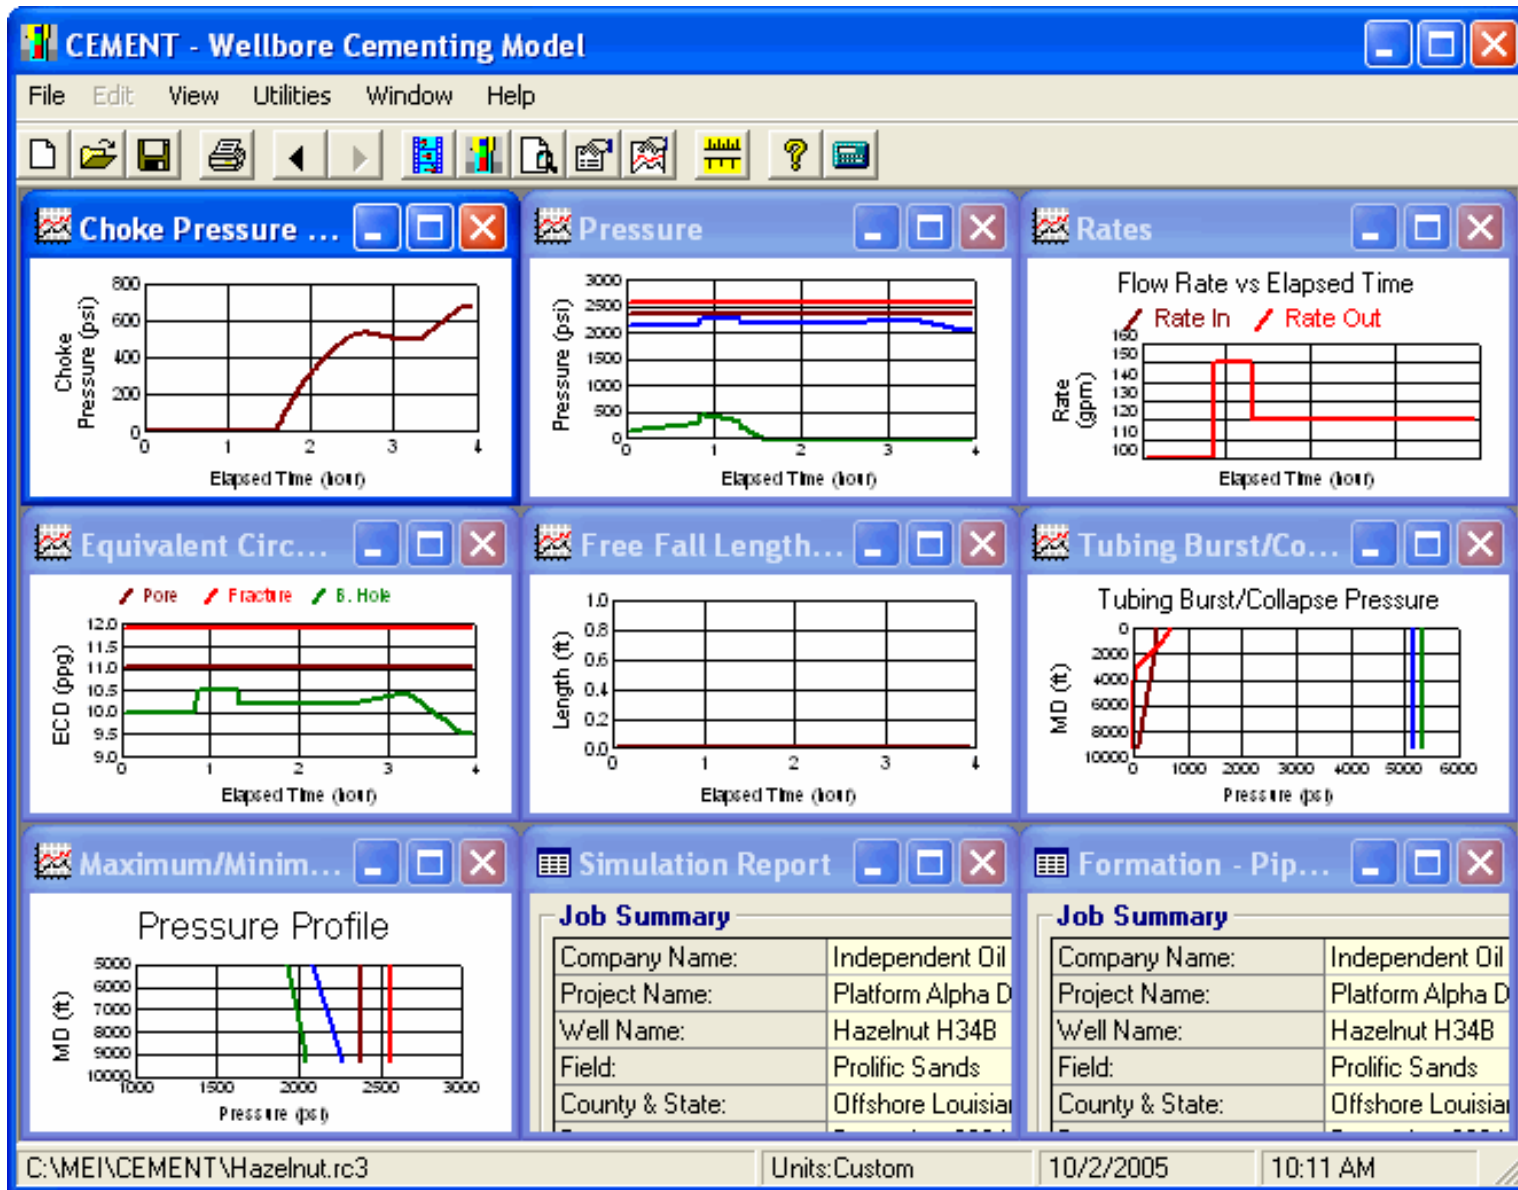 CEMENT - Wellbore Cementing Model
File Edit View Utilities Window Help
Choke Pressure ...
800
600
400
200
0
0 1 2 3 4
Choke
Pressure (psi)
Elapsed Time (hour)
Pressure
3000
2500
2000
1500
1000
500
0
0 1 2 3 4
Pressure (psi)
Elapsed Time (hour)
Rates
Flow Rate vs Elapsed Time
Rate In Rate Out
160
150
140
130
120
110
100
Rate
(gpm)
Elapsed Time (hour)
Equivalent Circ...
Pore Fracture B. Hole
12.0
11.5
11.0
10.5
10.0
9.5
9.0
0 1 2 3 4
ECD (ppg)
Elapsed Time (hour)
Free Fall Length...
1.0
0.8
0.6
0.4
0.2
0.0
0 1 2 3 4
Length (ft)
Elapsed Time (hour)
Tubing Burst/Co...
Tubing Burst/Collapse Pressure
0
2000
4000
6000
8000
10000
0 1000 2000 3000 4000 5000 6000
MD (ft)
Pressure (psi)
Maximum/Minim...
Pressure Profile
5000
6000
7000
8000
9000
10000
1000 1500 2000 2500 3000
MD (ft)
Pressure (psi)
Simulation Report
Job Summary
Company Name: Independent Oil
Project Name: Platform Alpha D
Well Name: Hazelnut H34B
Field: Prolific Sands
County & State: Offshore Louisia
Formation - Pip...
Job Summary
Company Name: Independent Oil
Project Name: Platform Alpha D
Well Name: Hazelnut H34B
Field: Prolific Sands
County & State: Offshore Louisia
C:\MEI\CEMENT\Hazelnut.rc3 Units:Custom 10/2/2005 10:11 AM